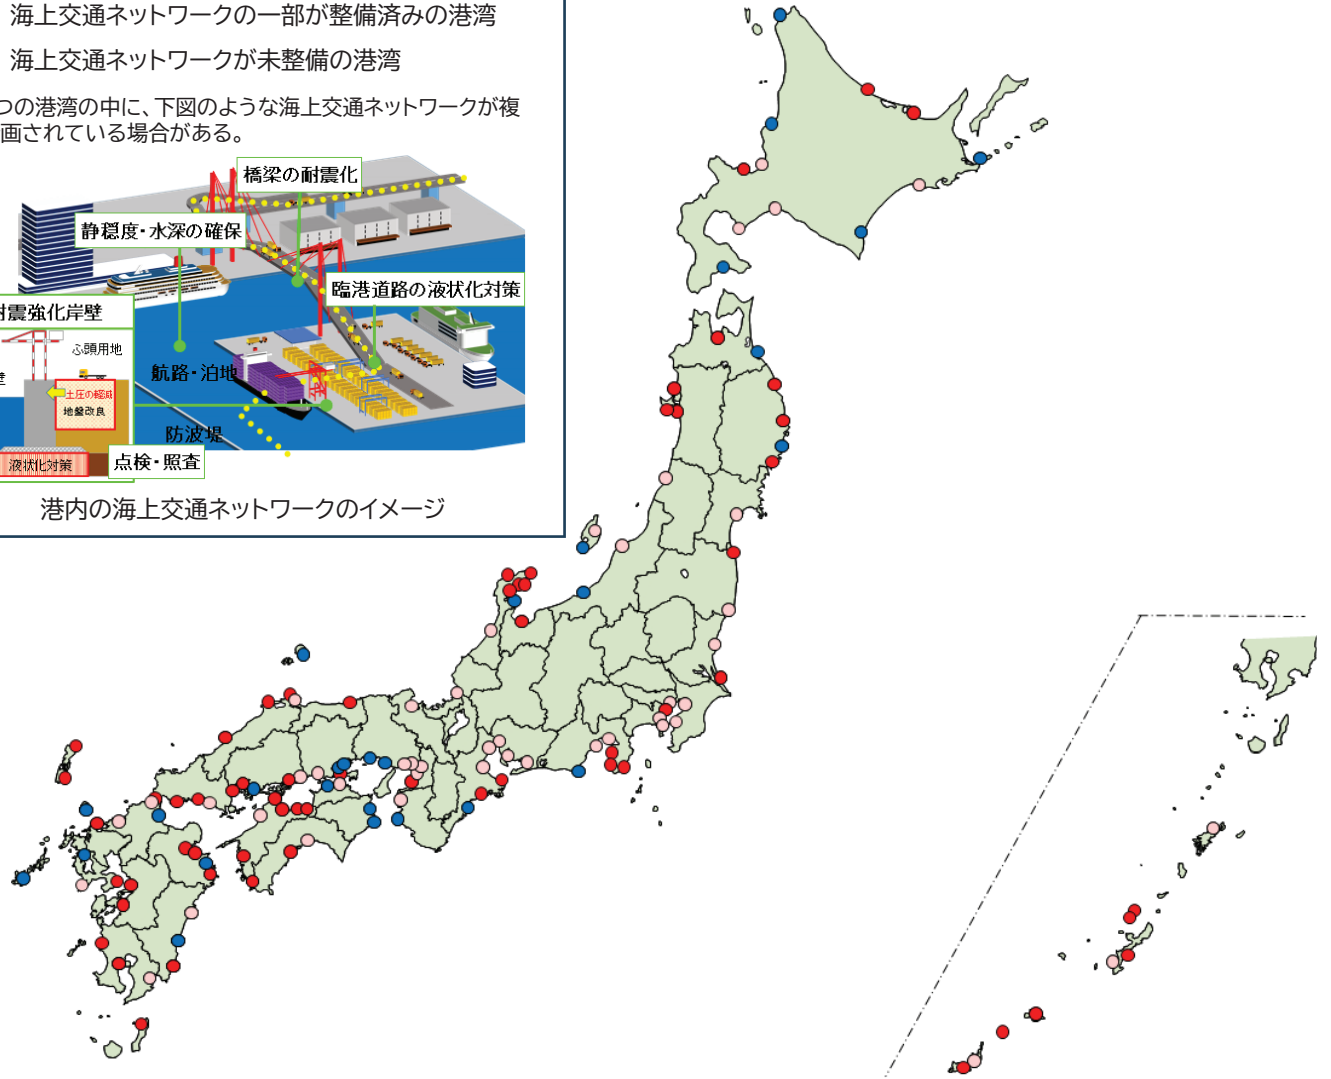 海上交通ネットワークの一部が整備済みの港湾
海上交通ネットワークが未整備の港湾
つの港湾の中に、下図のような海上交通ネットワークが複
画されている場合がある。
橋梁の耐震化
静穏度・水深の確保
臨港道路の液状化対策
耐震強化岸壁
ふ頭用地
壁
土圧の軽減
地盤改良
航路・泊地
防波堤
液状化対策
点検・照査
港内の海上交通ネットワークのイメージ